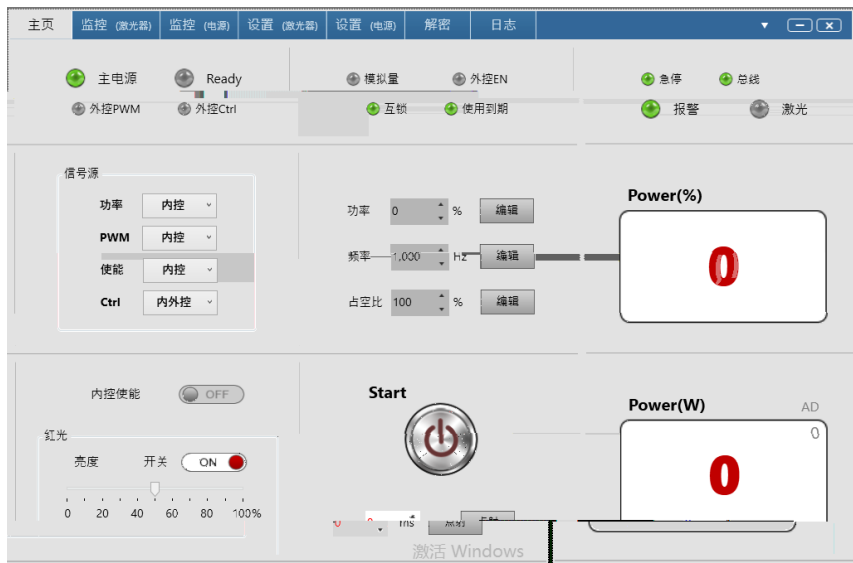 主页 监控 (激光器) 监控 (电源) 设置 (激光器) 设置 (电源) 解密 日志
主电源 Ready 模拟量 外控EN 急停 总线
外控PWM 外控Ctrl 互锁 使用到期 报警 激光
信号源
功率 内控 功率 0 % 编辑 Power(%)
PWM 内控
频率 1,000 Hz 编辑 0
使能 内控
Ctrl 内外控 占空比 100 % 编辑
内控使能 OFF Start Power(W) AD
0
红光
亮度 开关 ON 0
0 20 40 60 80 100%
ms 点射
激活 Windows